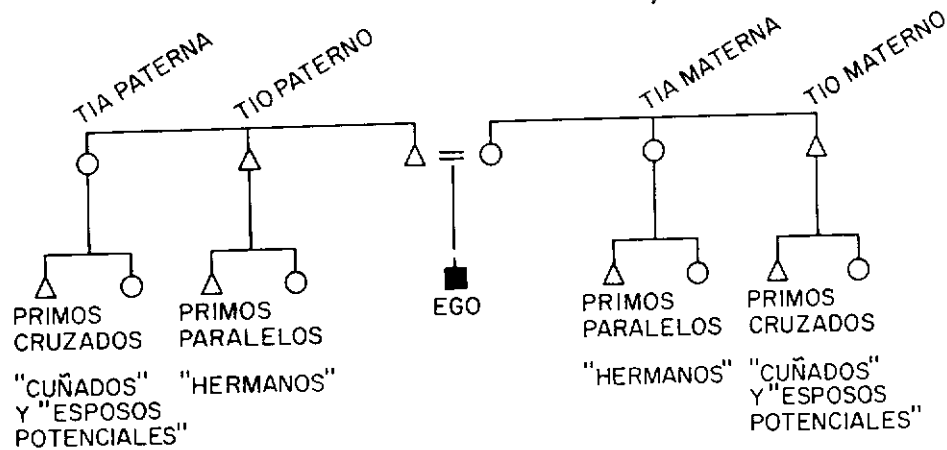 TIA PATERNA
TIO PATERNO
TIA MATERNA
TIO MATERNO
PRIMOS
CRUZADOS
"CUÑADOS"
Y "ESPOSOS
POTENCIALES"
PRIMOS
PARALELOS
"HERMANOS"
EGO
PRIMOS
PARALELOS
"HERMANOS"
PRIMOS
CRUZADOS
"CUÑADOS"
Y "ESPOSOS
POTENCIALES"